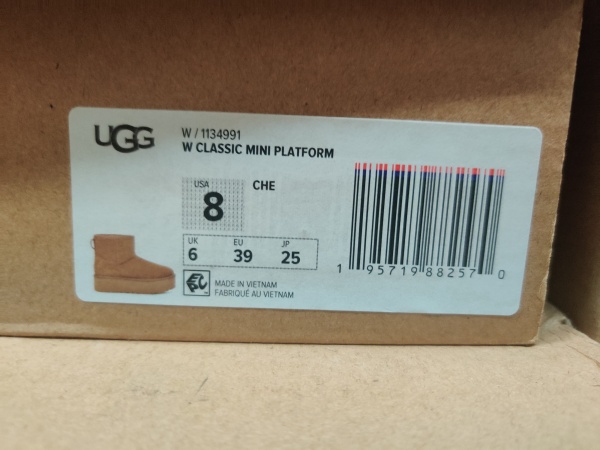 UGG
W / 1134991
W CLASSIC MINI PLATFORM
USA
8
CHE
UK EU JP
6 39 25
MADE IN VIETNAM
FABRIQUÉ AU VIETNAM
1 95719 88257 0